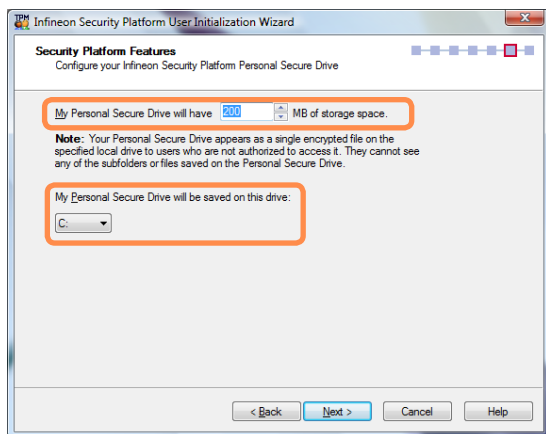 TPM Infineon Security Platform User Initialization Wizard
Security Platform Features
Configure your Infineon Security Platform Personal Secure Drive
My Personal Secure Drive will have 200 MB of storage space.
Note: Your Personal Secure Drive appears as a single encrypted file on the
specified local drive to users who are not authorized to access it. They cannot see
any of the subfolders or files saved on the Personal Secure Drive.
My Personal Secure Drive will be saved on this drive:
C:
< Back Next > Cancel Help